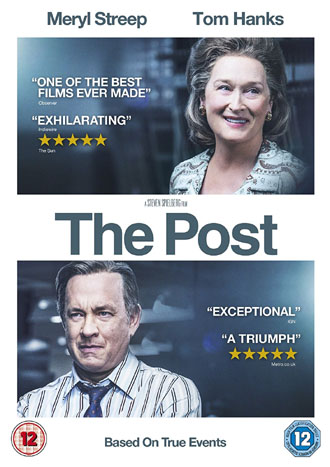 Meryl Streep Tom Hanks
“ONE OF THE BEST
FILMS EVER MADE”
Observer
“EXHILARATING”
Indiewire
The Sun
A STEVEN SPIELBERG FILM
The Post
“EXCEPTIONAL”
IGN
“A TRIUMPH”
Metro.co.uk
12
12
Based On True Events